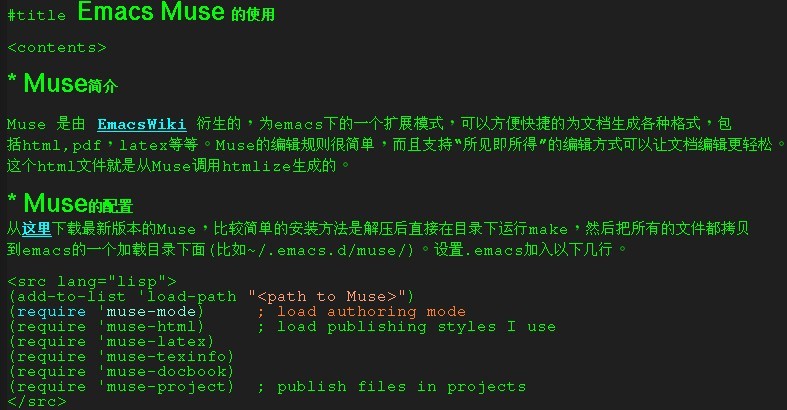 #title Emacs Muse 的使用
<contents>
* Muse简介
Muse 是由 EmacsWiki 衍生的，为emacs下的一个扩展模式，可以方便快捷的为文档生成各种格式，包
括html,pdf，latex等等。Muse的编辑规则很简单，而且支持“所见即所得”的编辑方式可以让文档编辑更轻松。
这个html文件就是从Muse调用htmlize生成的。
* Muse的配置
从这里下载最新版本的Muse，比较简单的安装方法是解压后直接在目录下运行make，然后把所有的文件都拷贝
到emacs的一个加载目录下面(比如~/.emacs.d/muse/)。设置.emacs加入以下几行。
<src lang="lisp">
(add-to-list 'load-path "<path to Muse>")
(require 'muse-mode)     ; load authoring mode
(require 'muse-html)     ; load publishing styles I use
(require 'muse-latex)
(require 'muse-texinfo)
(require 'muse-docbook)
(require 'muse-project)  ; publish files in projects
</src>